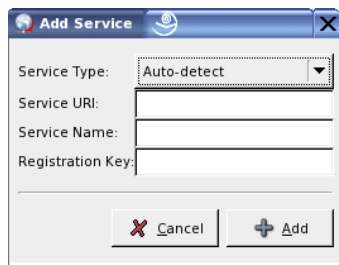 Add Service
Service Type: Auto-detect
Service URI:
Service Name:
Registration Key:
Cancel Add